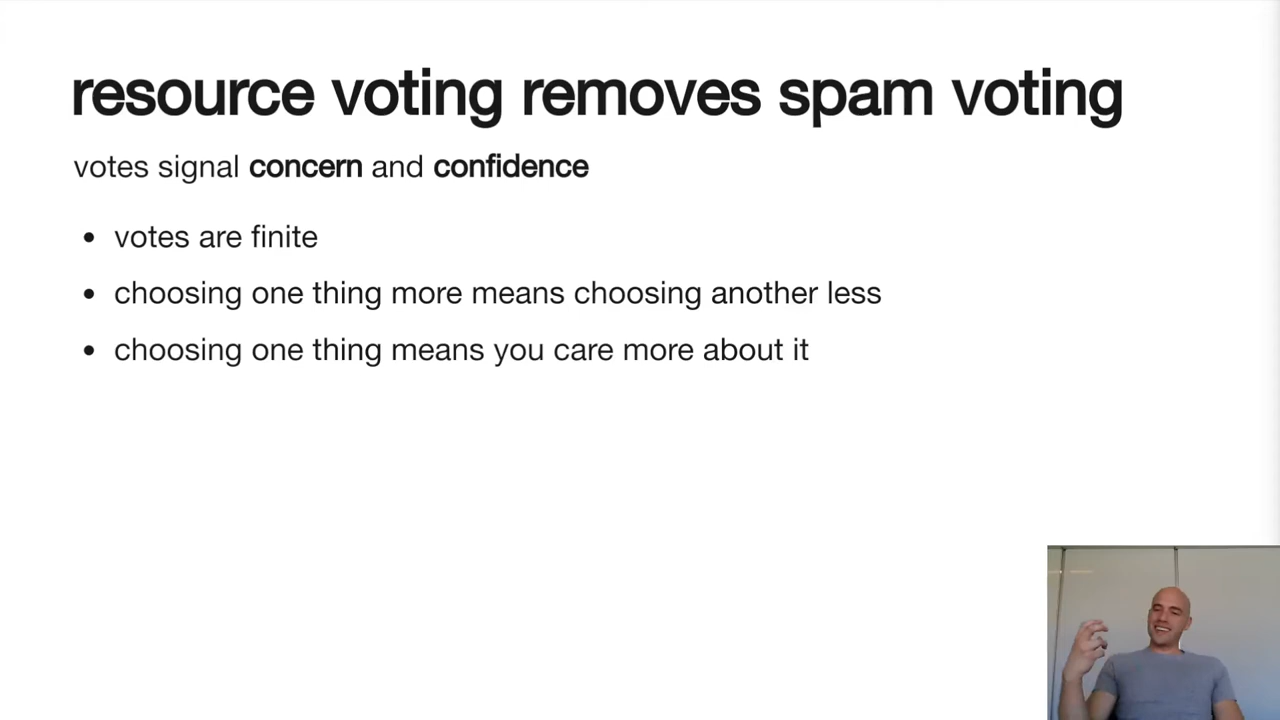 resource voting removes spam voting
votes signal concern and confidence
• votes are finite
• choosing one thing more means choosing another less
• choosing one thing means you care more about it